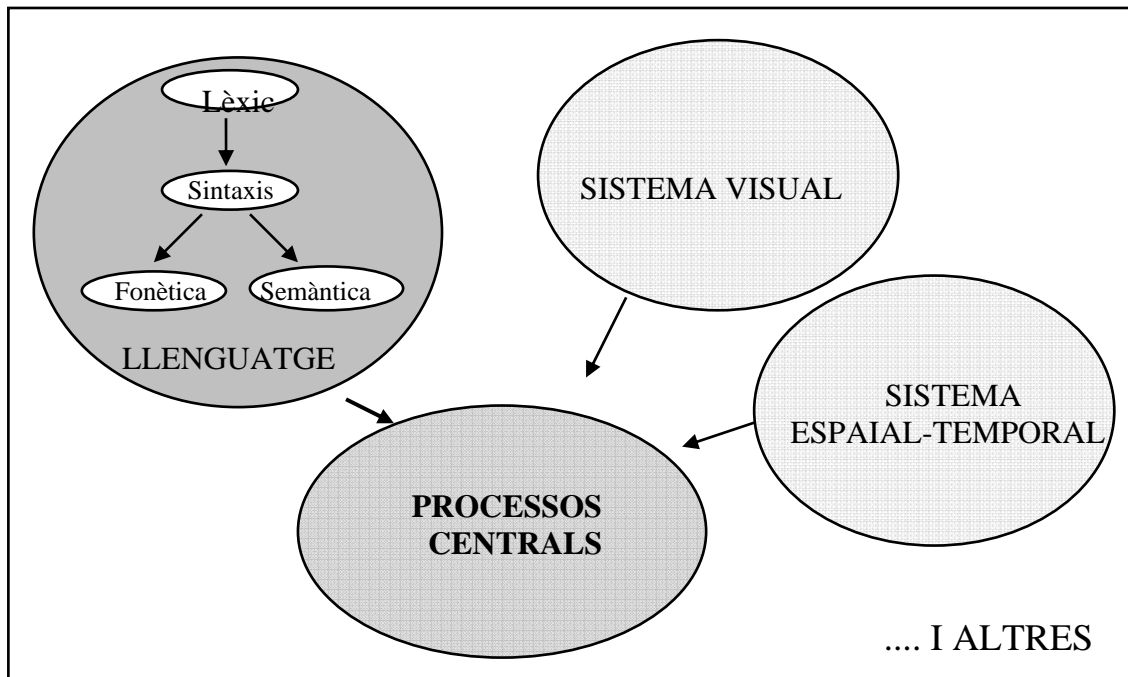 Lèxic
Sintaxis
Fonètica
Semàntica
LLENGUATGE
SISTEMA VISUAL
SISTEMA
ESPAIAL-TEMPORAL
PROCESSOS
CENTRALS
.... I ALTRES